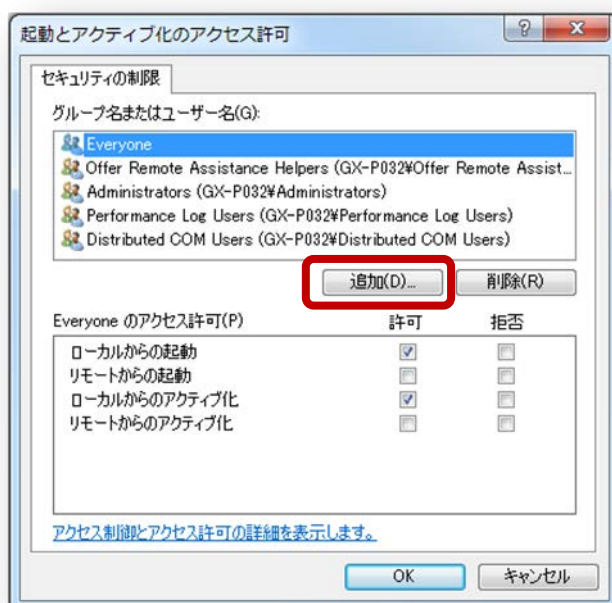 起動とアクティブ化のアクセス許可
セキュリティの制限
グループ名またはユーザー名(G):
Everyone
Offer Remote Assistance Helpers (GX-P032¥Offer Remote Assist...
Administrators (GX-P032¥Administrators)
Performance Log Users (GX-P032¥Performance Log Users)
Distributed COM Users (GX-P032¥Distributed COM Users)
追加(D)... 削除(R)
Everyone のアクセス許可(P) 許可 拒否
ローカルからの起動
リモートからの起動
ローカルからのアクティブ化
リモートからのアクティブ化
アクセス制御とアクセス許可の詳細を表示します。
OK キャンセル